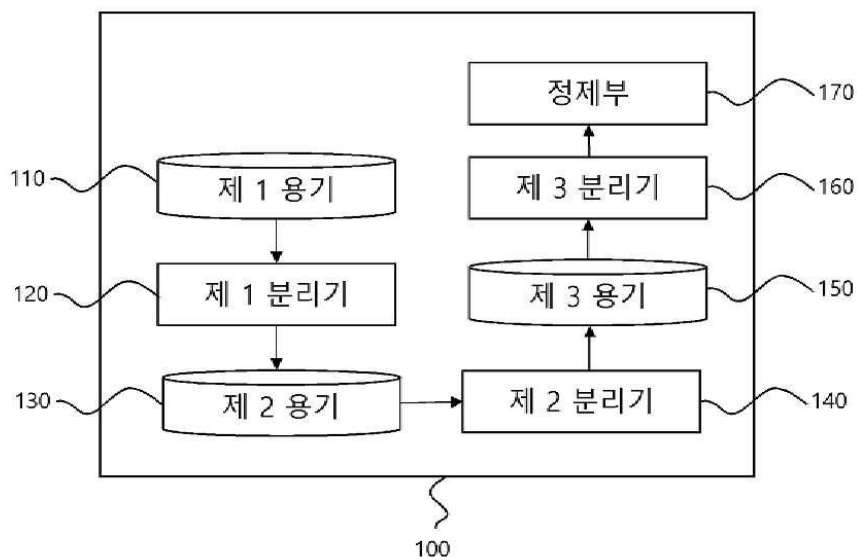 정제부
170
110
제 1 용기
제 3 분리기
160
120
제 1 분리기
제 3 용기
150
130
제 2 용기
제 2 분리기
140
100